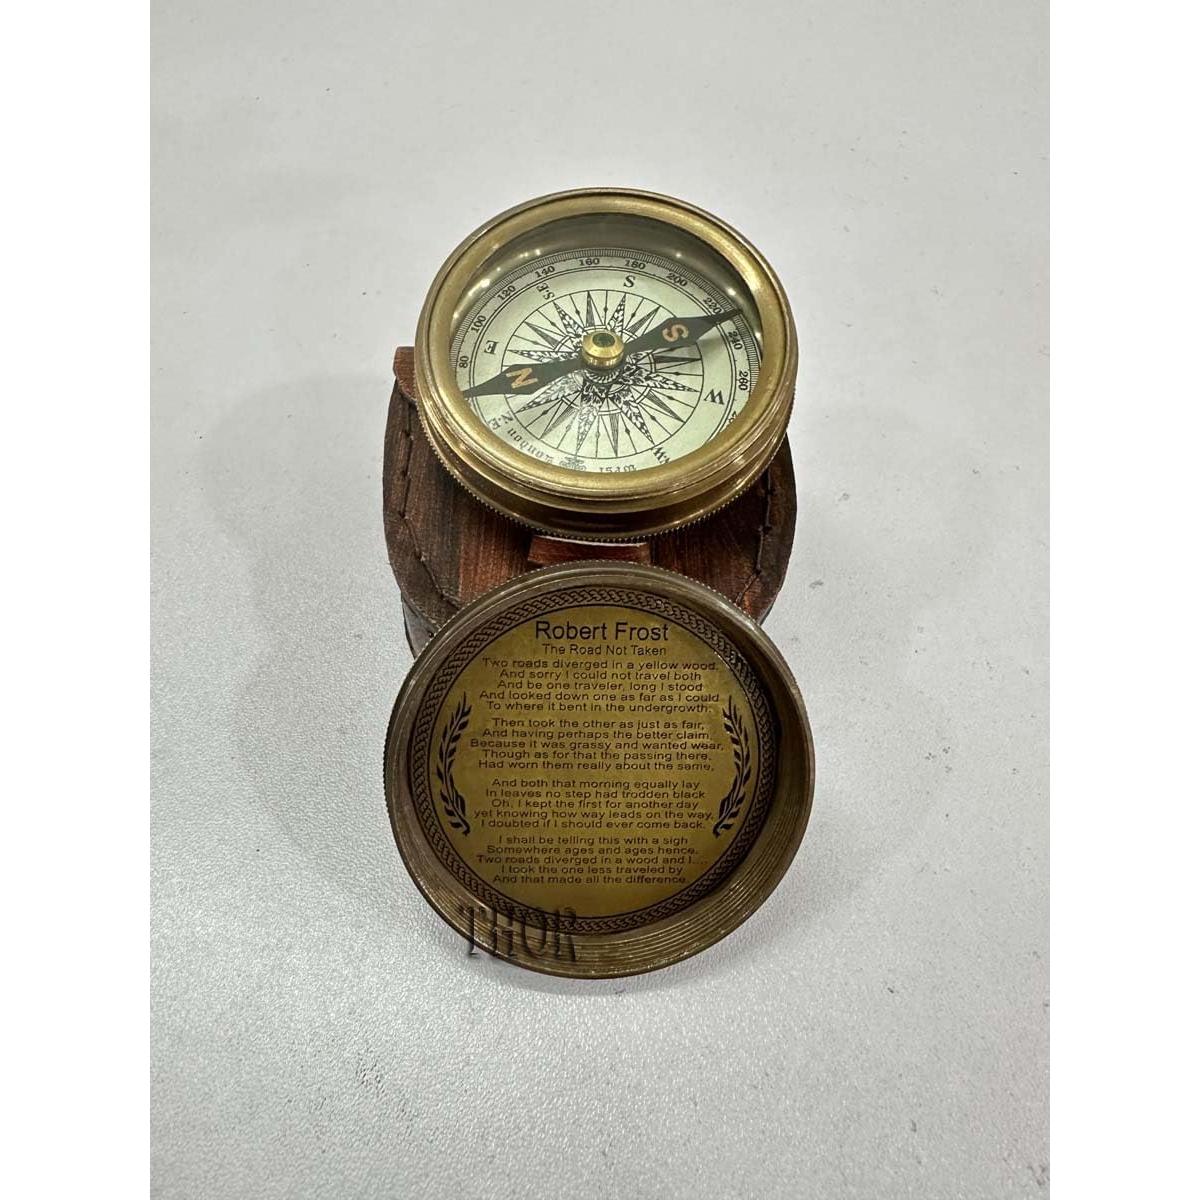 160 180
140 200
120 S.E. S 220
100 240
80 E S
260
N W
N.E.
London
Robert Frost
The Road Not Taken
Two roads diverged in a yellow wood.
And sorry I could not travel both
And be one traveler, long I stood
And looked down one as far as I could
To where it bent in the undergrowth;
Then took the other as just as fair,
And having perhaps the better claim,
Because it was grassy and wanted wear,
Though as for that the passing there,
Had worn them really about the same,
And both that morning equally lay
In leaves no step had trodden black
Oh, I kept the first for another day
yet knowing how way leads on the way,
I doubted if I should ever come back.
I shall be telling this with a sigh
Somewhere ages and ages hence.
Two roads diverged in a wood and I....
I took the one less traveled by
And that made all the difference.
THOR